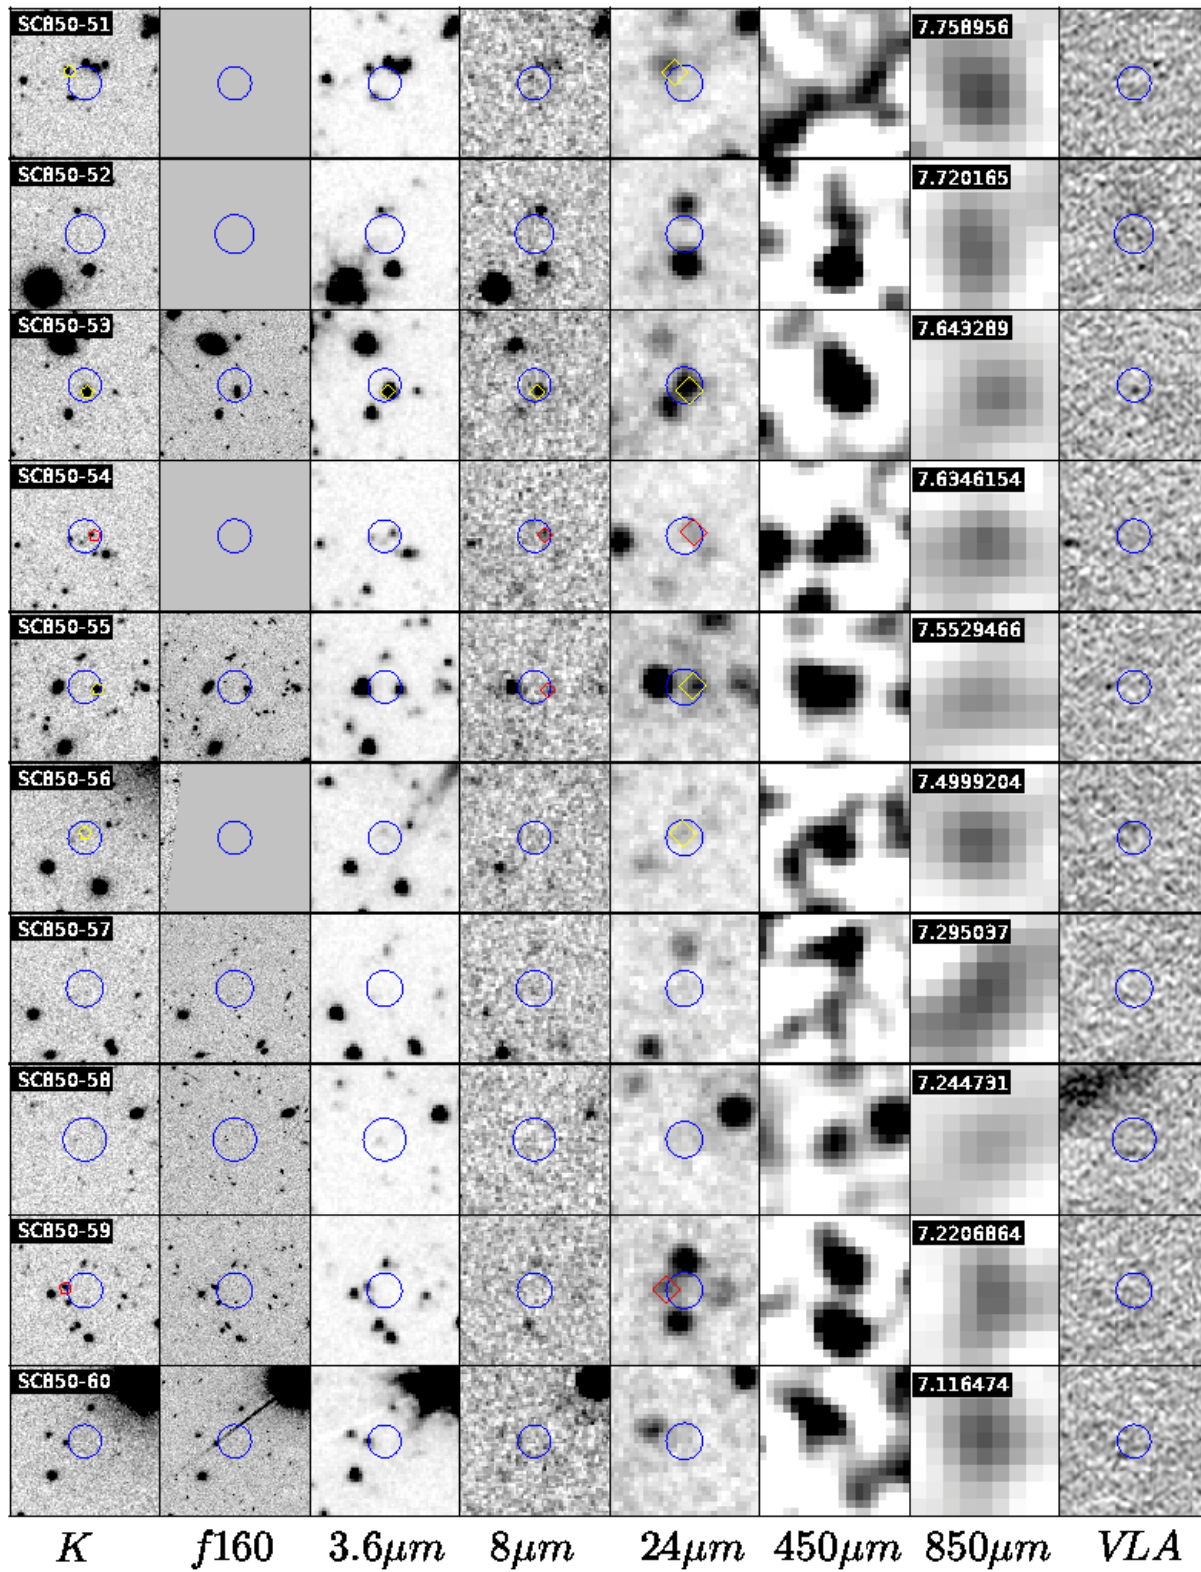 SC850-51 7.758956
SC850-52 7.720165
SC850-53 7.643289
SC850-54 7.6346154
SC850-55 7.5529466
SC850-56 7.4999204
SC850-57 7.295037
SC850-58 7.244731
SC850-59 7.2206864
SC850-60 7.116474
K f160 3.6μm 8μm 24μm 450μm 850μm VLA